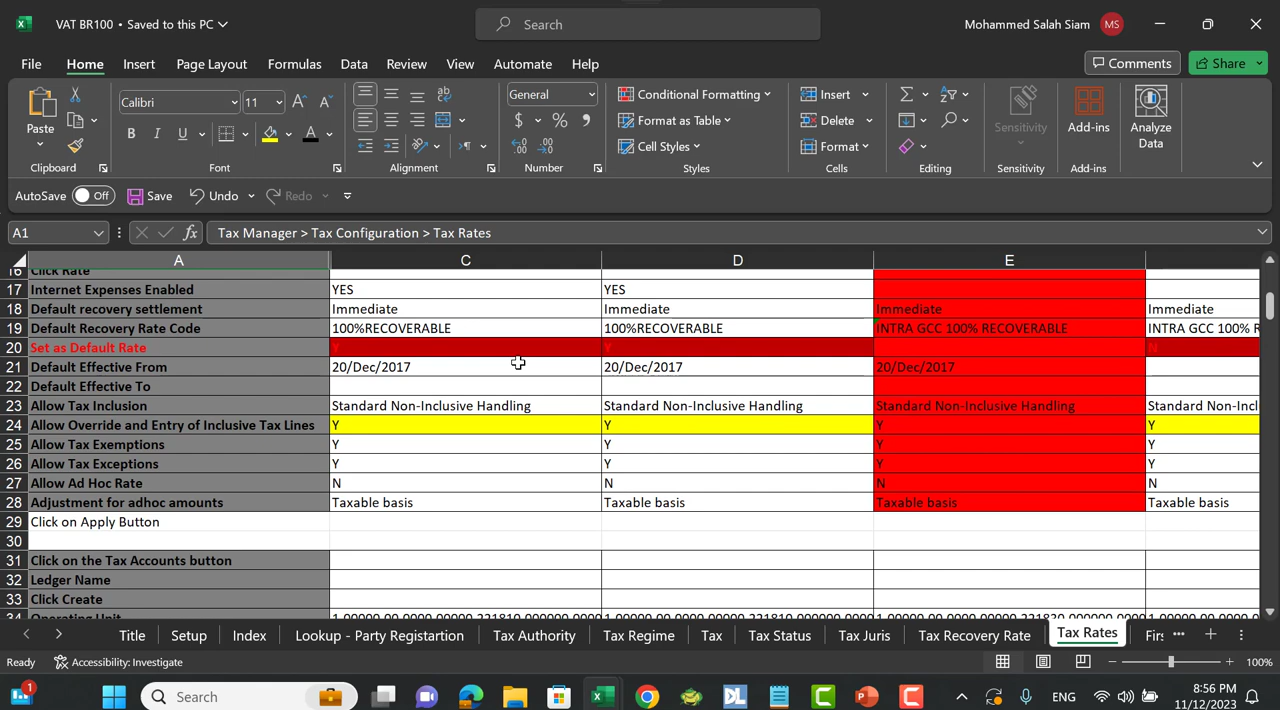 VAT BR100 • Saved to this PC
Search
Mohammed Salah Siam MS
File Home Insert Page Layout Formulas Data Review View Automate Help
Comments Share
Paste
Calibri 11
General
Conditional Formatting
Format as Table
Cell Styles
Insert
Delete
Format
Sensitivity
Add-ins
Analyze Data
Clipboard Font Alignment Number Styles Cells Editing Sensitivity Add-ins
AutoSave Off Save Undo Redo
A1 fx Tax Manager > Tax Configuration > Tax Rates
A C D E
16 Click Rate
17 Internet Expenses Enabled YES YES
18 Default recovery settlement Immediate Immediate Immediate Immediate
19 Default Recovery Rate Code 100%RECOVERABLE 100%RECOVERABLE INTRA GCC 100% RECOVERABLE INTRA GCC 100% R
20 Set as Default Rate Y Y N
21 Default Effective From 20/Dec/2017 20/Dec/2017 20/Dec/2017
22 Default Effective To
23 Allow Tax Inclusion Standard Non-Inclusive Handling Standard Non-Inclusive Handling Standard Non-Inclusive Handling Standard Non-Incl
24 Allow Override and Entry of Inclusive Tax Lines Y Y Y Y
25 Allow Tax Exemptions Y Y Y Y
26 Allow Tax Exceptions Y Y Y Y
27 Allow Ad Hoc Rate N N N N
28 Adjustment for adhoc amounts Taxable basis Taxable basis Taxable basis Taxable basis
29 Click on Apply Button
30
31 Click on the Tax Accounts button
32 Ledger Name
33 Click Create
34 Operating Unit
Title Setup Index Lookup - Party Registartion Tax Authority Tax Regime Tax Tax Status Tax Juris Tax Recovery Rate Tax Rates Firs
Ready Accessibility: Investigate 100%
1 Search ENG 8:56 PM
11/12/2023